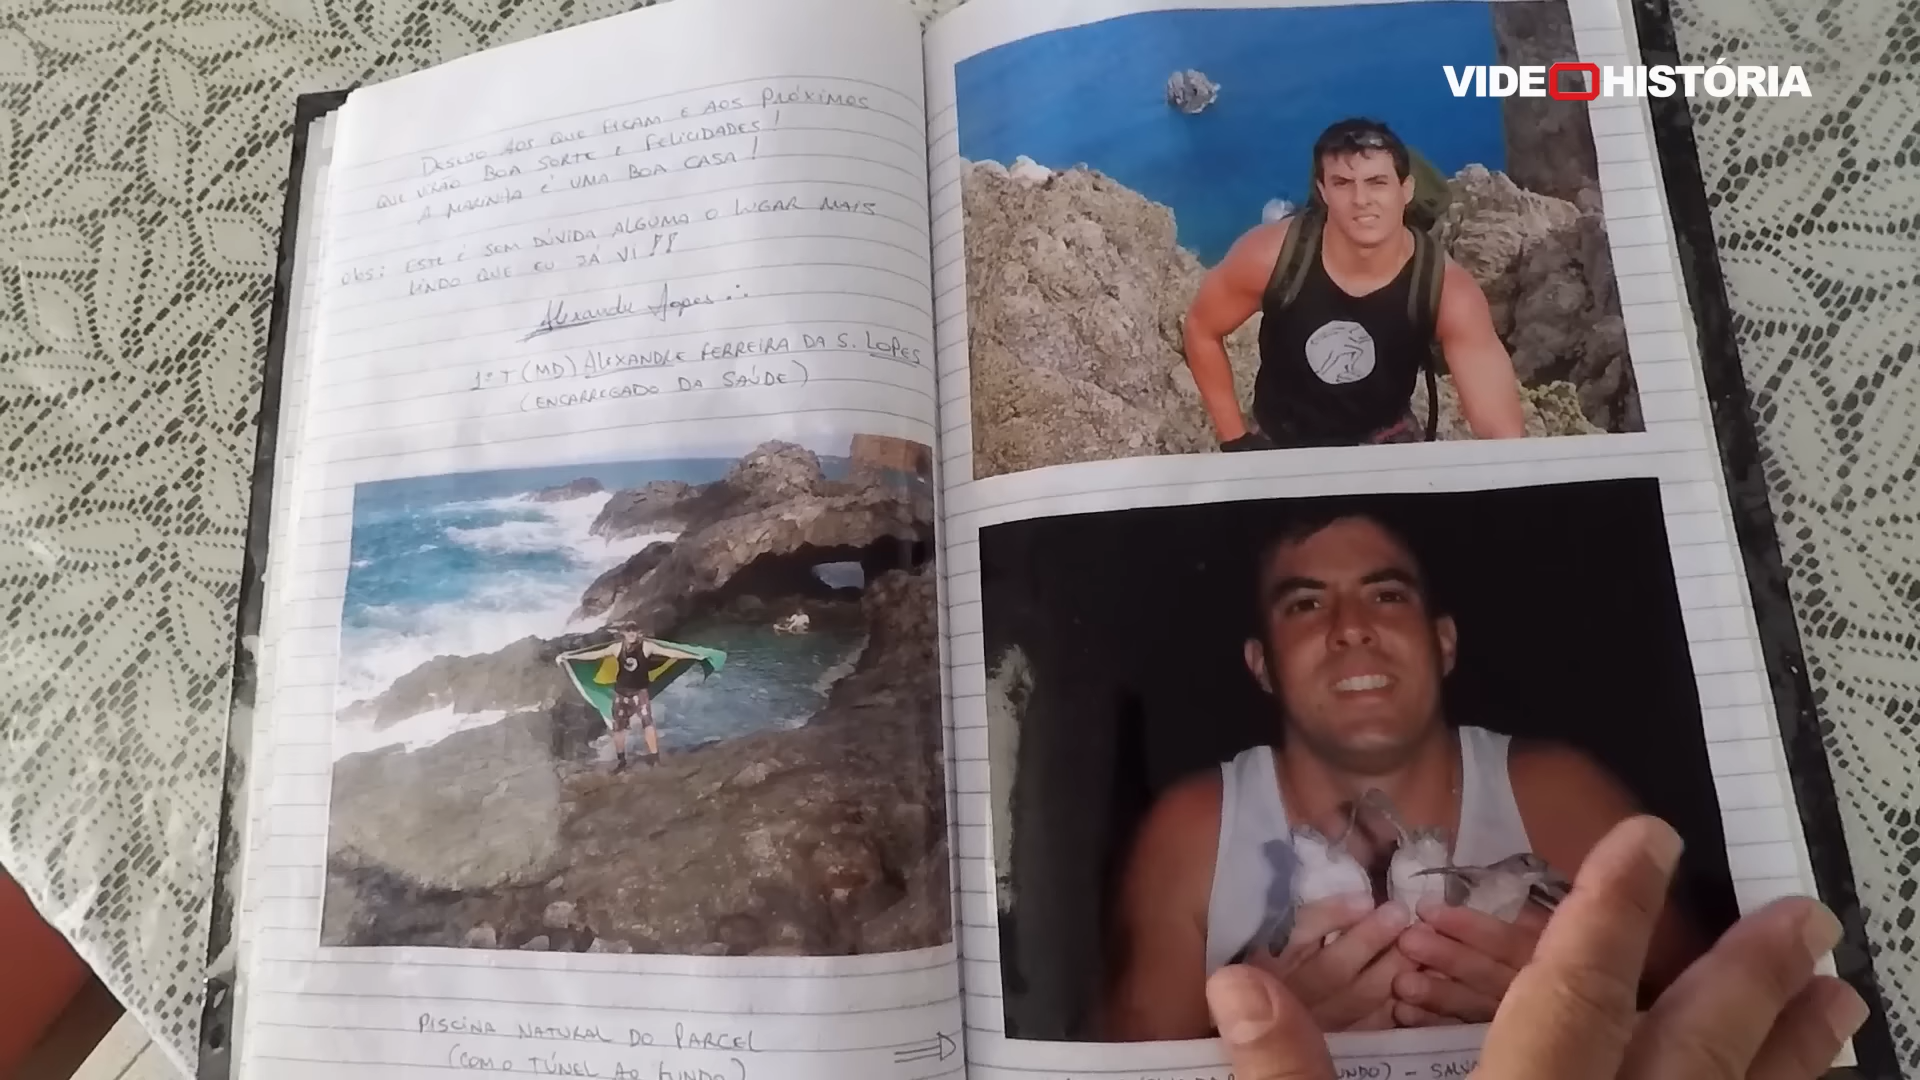 VIDEOHISTÓRIA
DESEJO AOS QUE FICAM E AOS PRÓXIMOS
QUE VIRÃO BOA SORTE E FELICIDADES!
A MARINHA É UMA BOA CASA!
Obs: ESTE É SEM DÚVIDA ALGUMA O LUGAR MAIS
LINDO QUE EU JÁ VI!!
Alexandre Lopes
1º T (MD) ALEXANDRE FERREIRA DA S. LOPES
(ENCARREGADO DA SAÚDE)
PISCINA NATURAL DO PARCEL
(COM O TÚNEL AO FUNDO)